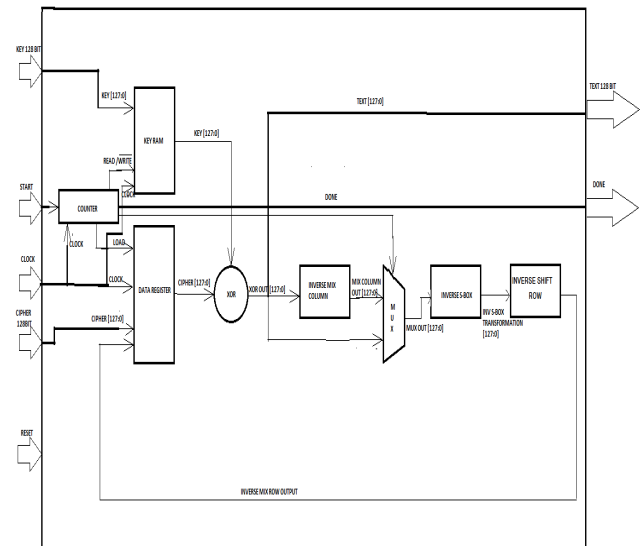 KEY 128 BIT
KEY [127:0]
KEY RAM
KEY [127:0]
TEXT [127:0]
TEXT 128 BIT
READ /WRITE
CLOCK
START
COUNTER
DONE
DONE
CLOCK
LOAD
CLOCK
CLOCK
DATA REGISTER
CIPHER [127:0]
XOR
XOR OUT [127:0]
INVERSE MIX
COLUMN
MIX COLUMN
OUT [127:0]
M
U
X
MUX OUT [127:0]
INVERSE S-BOX
INV S-BOX
TRANSFORMATION
[127:0]
INVERSE SHIFT
ROW
CIPHER
128BIT
CIPHER [127:0]
RESET
INVERSE MIX ROW OUTPUT